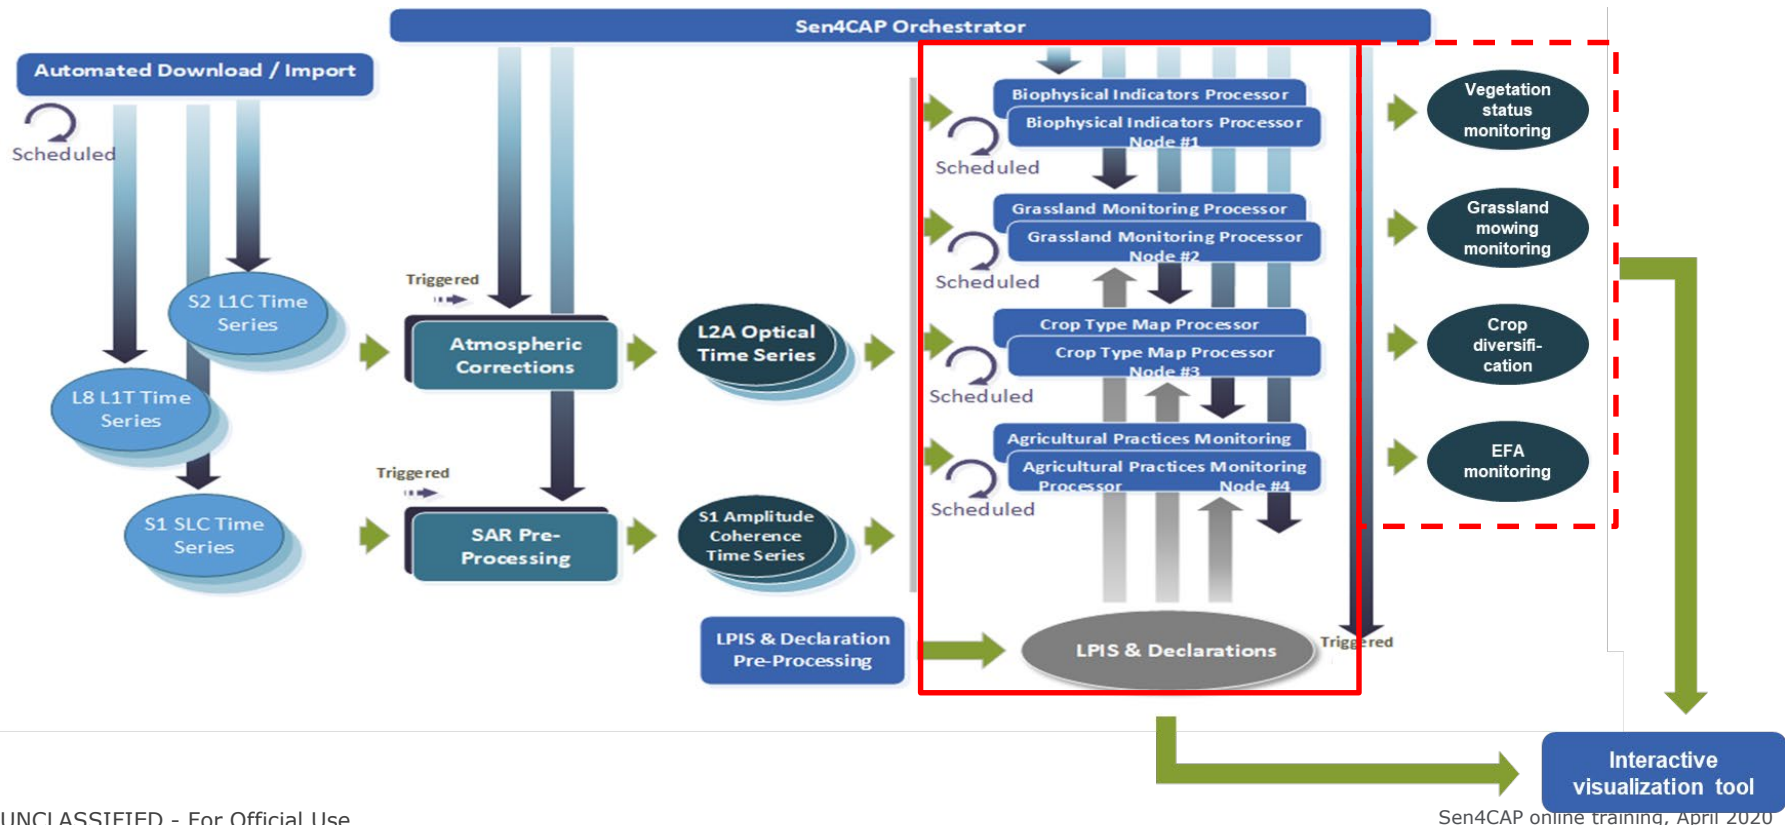 Sen4CAP Orchestrator
Automated Download / Import
Scheduled
S2 L1C Time
Series
L8 L1T Time
Series
S1 SLC Time
Series
Triggered
Atmospheric
Corrections
Triggered
SAR Pre-
Processing
L2A Optical
Time Series
S1 Amplitude
Coherence
Time Series
LPIS & Declaration
Pre-Processing
Biophysical Indicators Processor
Biophysical Indicators Processor
Node #1
Scheduled
Grassland Monitoring Processor
Grassland Monitoring Processor
Node #2
Scheduled
Crop Type Map Processor
Crop Type Map Processor
Node #3
Scheduled
Agricultural Practices Monitoring
Agricultural Practices Monitoring
Processor Node #4
Scheduled
LPIS & Declarations
Triggered
Vegetation
status
monitoring
Grassland
mowing
monitoring
Crop
diversifi-
cation
EFA
monitoring
Interactive
visualization tool
UNCLASSIFIED - For Official Use
Sen4CAP online training, April 2020